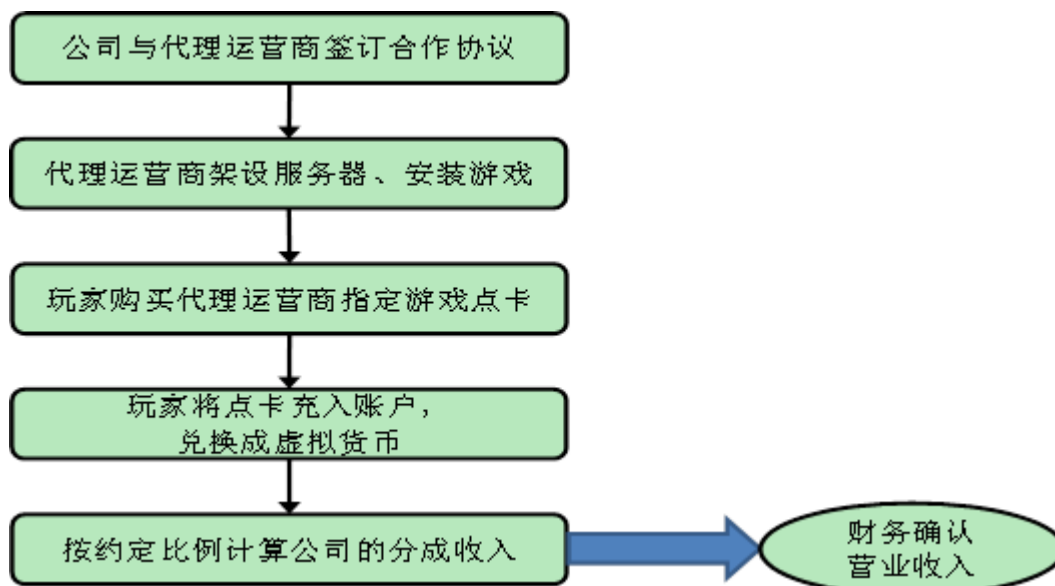 公司与代理运营商签订合作协议
代理运营商架设服务器、安装游戏
玩家购买代理运营商指定游戏点卡
玩家将点卡充入账户，
兑换成虚拟货币
按约定比例计算公司的分成收入
财务确认
营业收入